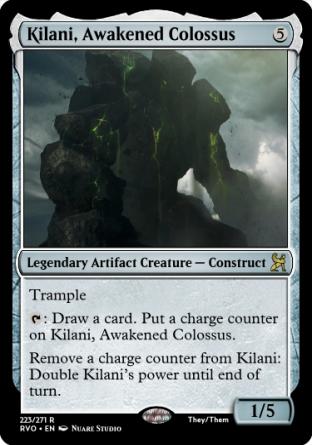 Kilani, Awakened Colossus 5
Legendary Artifact Creature — Construct
Trample
: Draw a card. Put a charge counter
on Kilani, Awakened Colossus.
Remove a charge counter from Kilani:
Double Kilani's power until end of
turn.
1/5
223/271 R They/Them
RVO • EN Nuare Studio